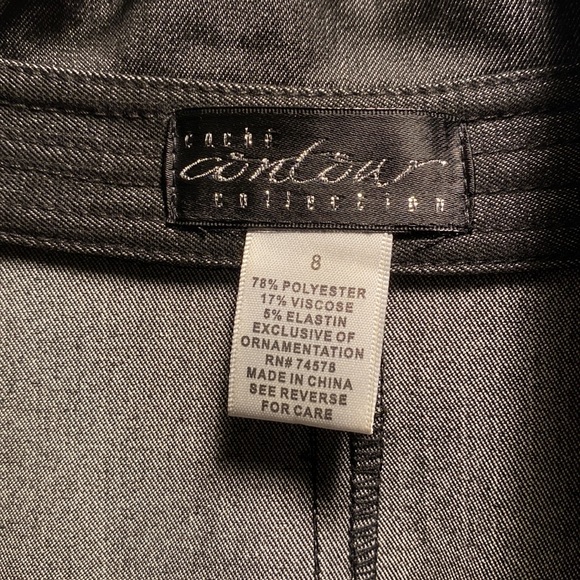 caché
contour
collection
8
78% POLYESTER
17% VISCOSE
5% ELASTIN
EXCLUSIVE OF
ORNAMENTATION
RN# 74578
MADE IN CHINA
SEE REVERSE
FOR CARE